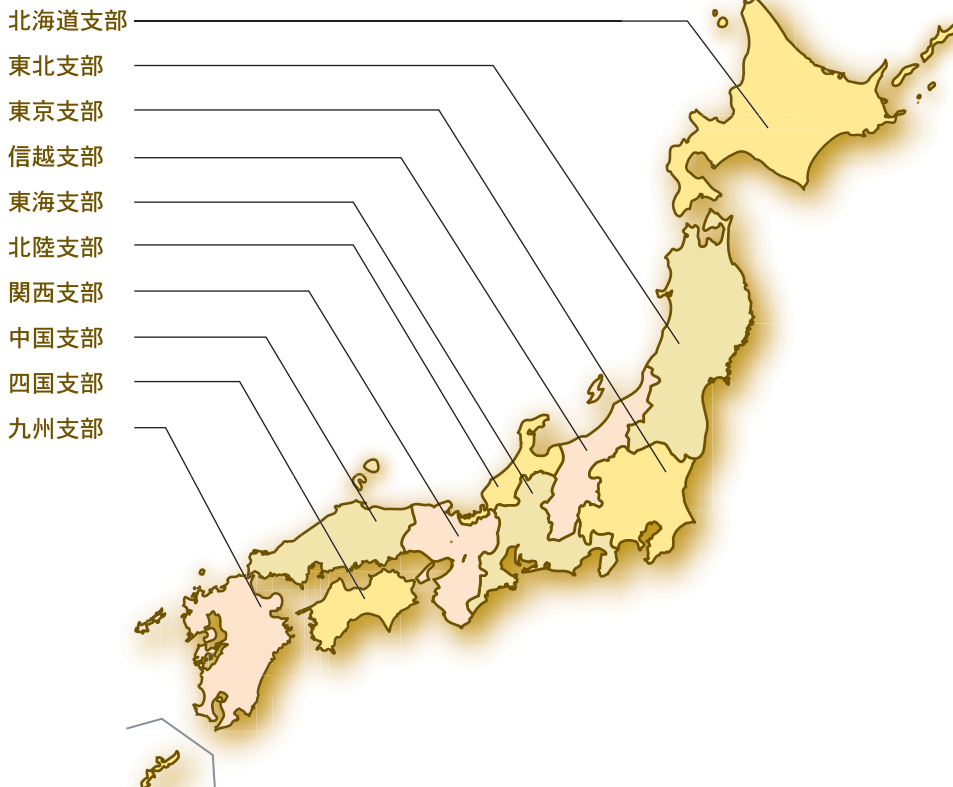 北海道支部
東北支部
東京支部
信越支部
東海支部
北陸支部
関西支部
中国支部
四国支部
九州支部